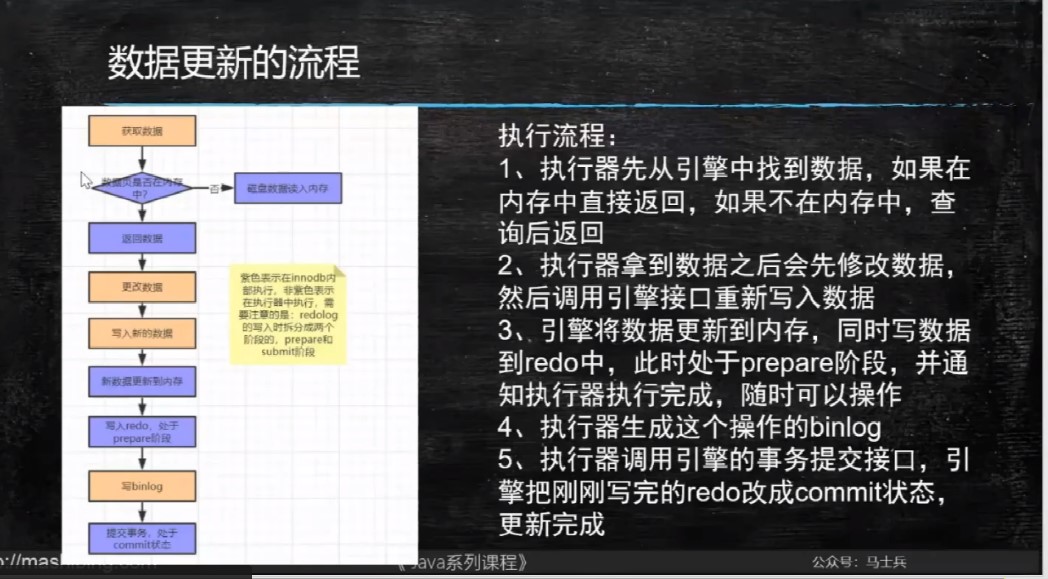 数据更新的流程
获取数据
数据页是否在内存
中?
否
磁盘数据读入内存
返回数据
更改数据
写入新的数据
新数据更新到内存
写入redo，处于
prepare阶段
写binlog
提交事务，处于
commit状态
紫色表示在innodb内
部执行，非紫色表示
在执行器中执行，需
要注意的是：redolog
的写入时拆分成两个
阶段的，prepare和
submit阶段
执行流程：
1、执行器先从引擎中找到数据，如果在
内存中直接返回，如果不在内存中，查
询后返回
2、执行器拿到数据之后会先修改数据，
然后调用引擎接口重新写入数据
3、引擎将数据更新到内存，同时写数据
到redo中，此时处于prepare阶段，并通
知执行器执行完成，随时可以操作
4、执行器生成这个操作的binlog
5、执行器调用引擎的事务提交接口，引
擎把刚刚写完的redo改成commit状态，
更新完成
《Java系列课程》
公众号：马士兵